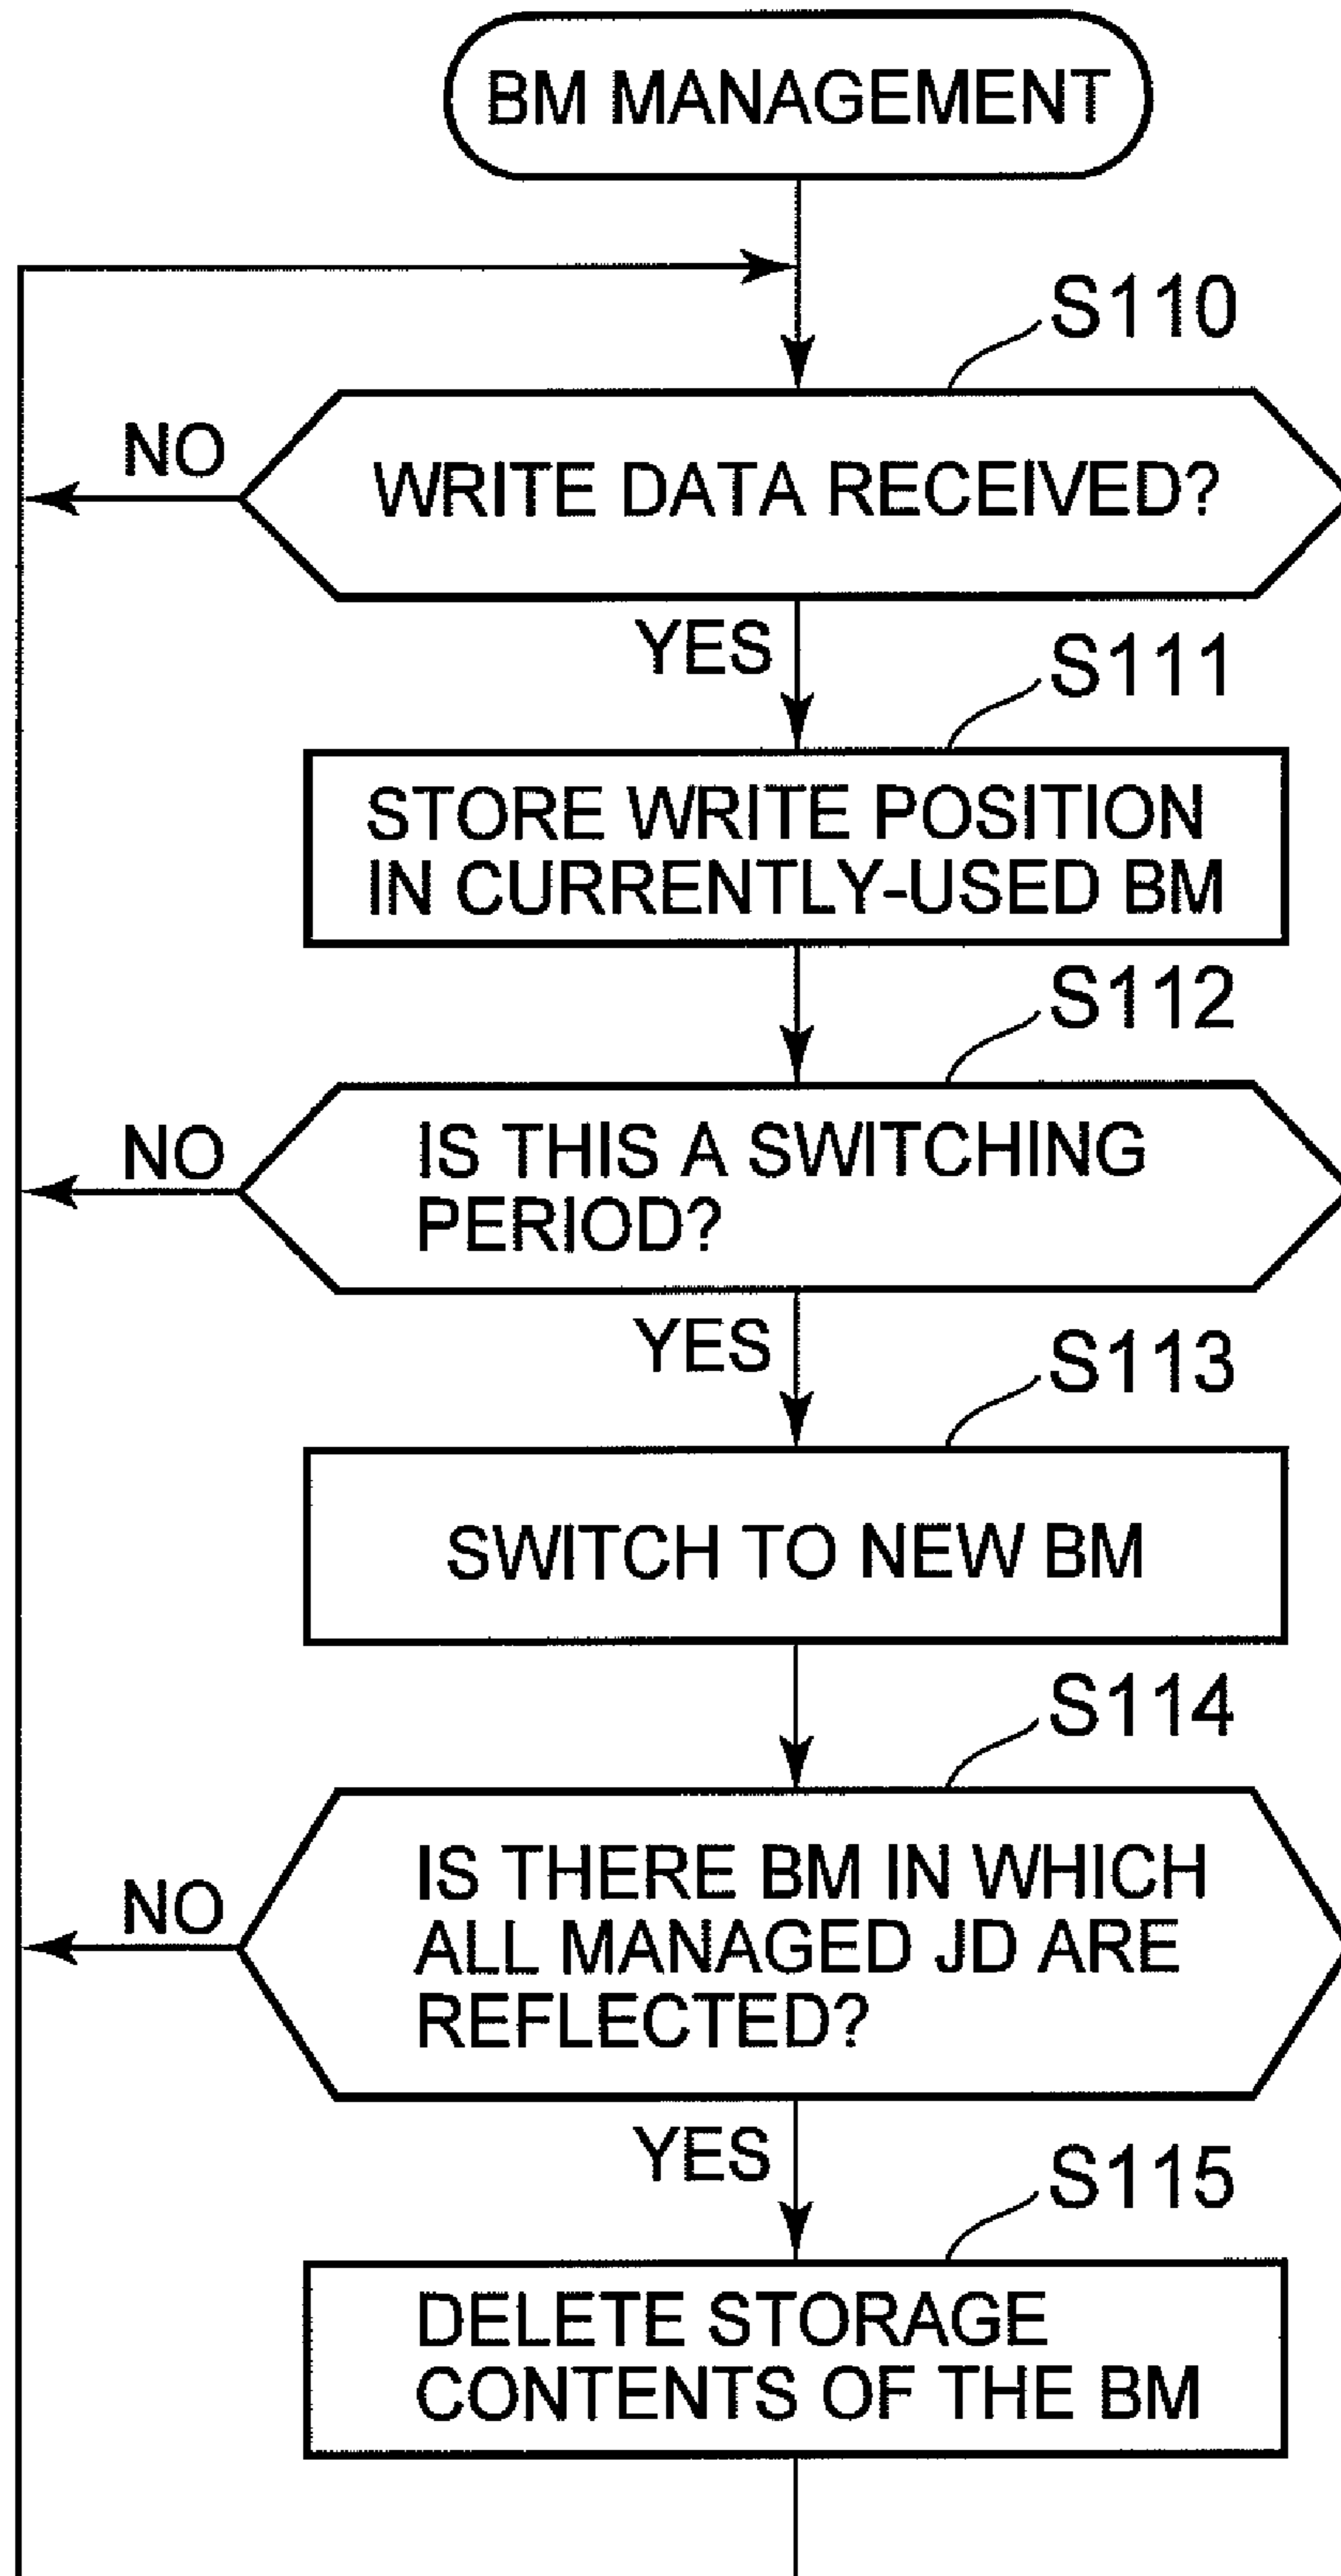 BM MANAGEMENT
S110
NO
WRITE DATA RECEIVED?
YES
S111
STORE WRITE POSITION
IN CURRENTLY-USED BM
S112
NO
IS THIS A SWITCHING
PERIOD?
YES
S113
SWITCH TO NEW BM
S114
NO
IS THERE BM IN WHICH
ALL MANAGED JD ARE
REFLECTED?
YES
S115
DELETE STORAGE
CONTENTS OF THE BM